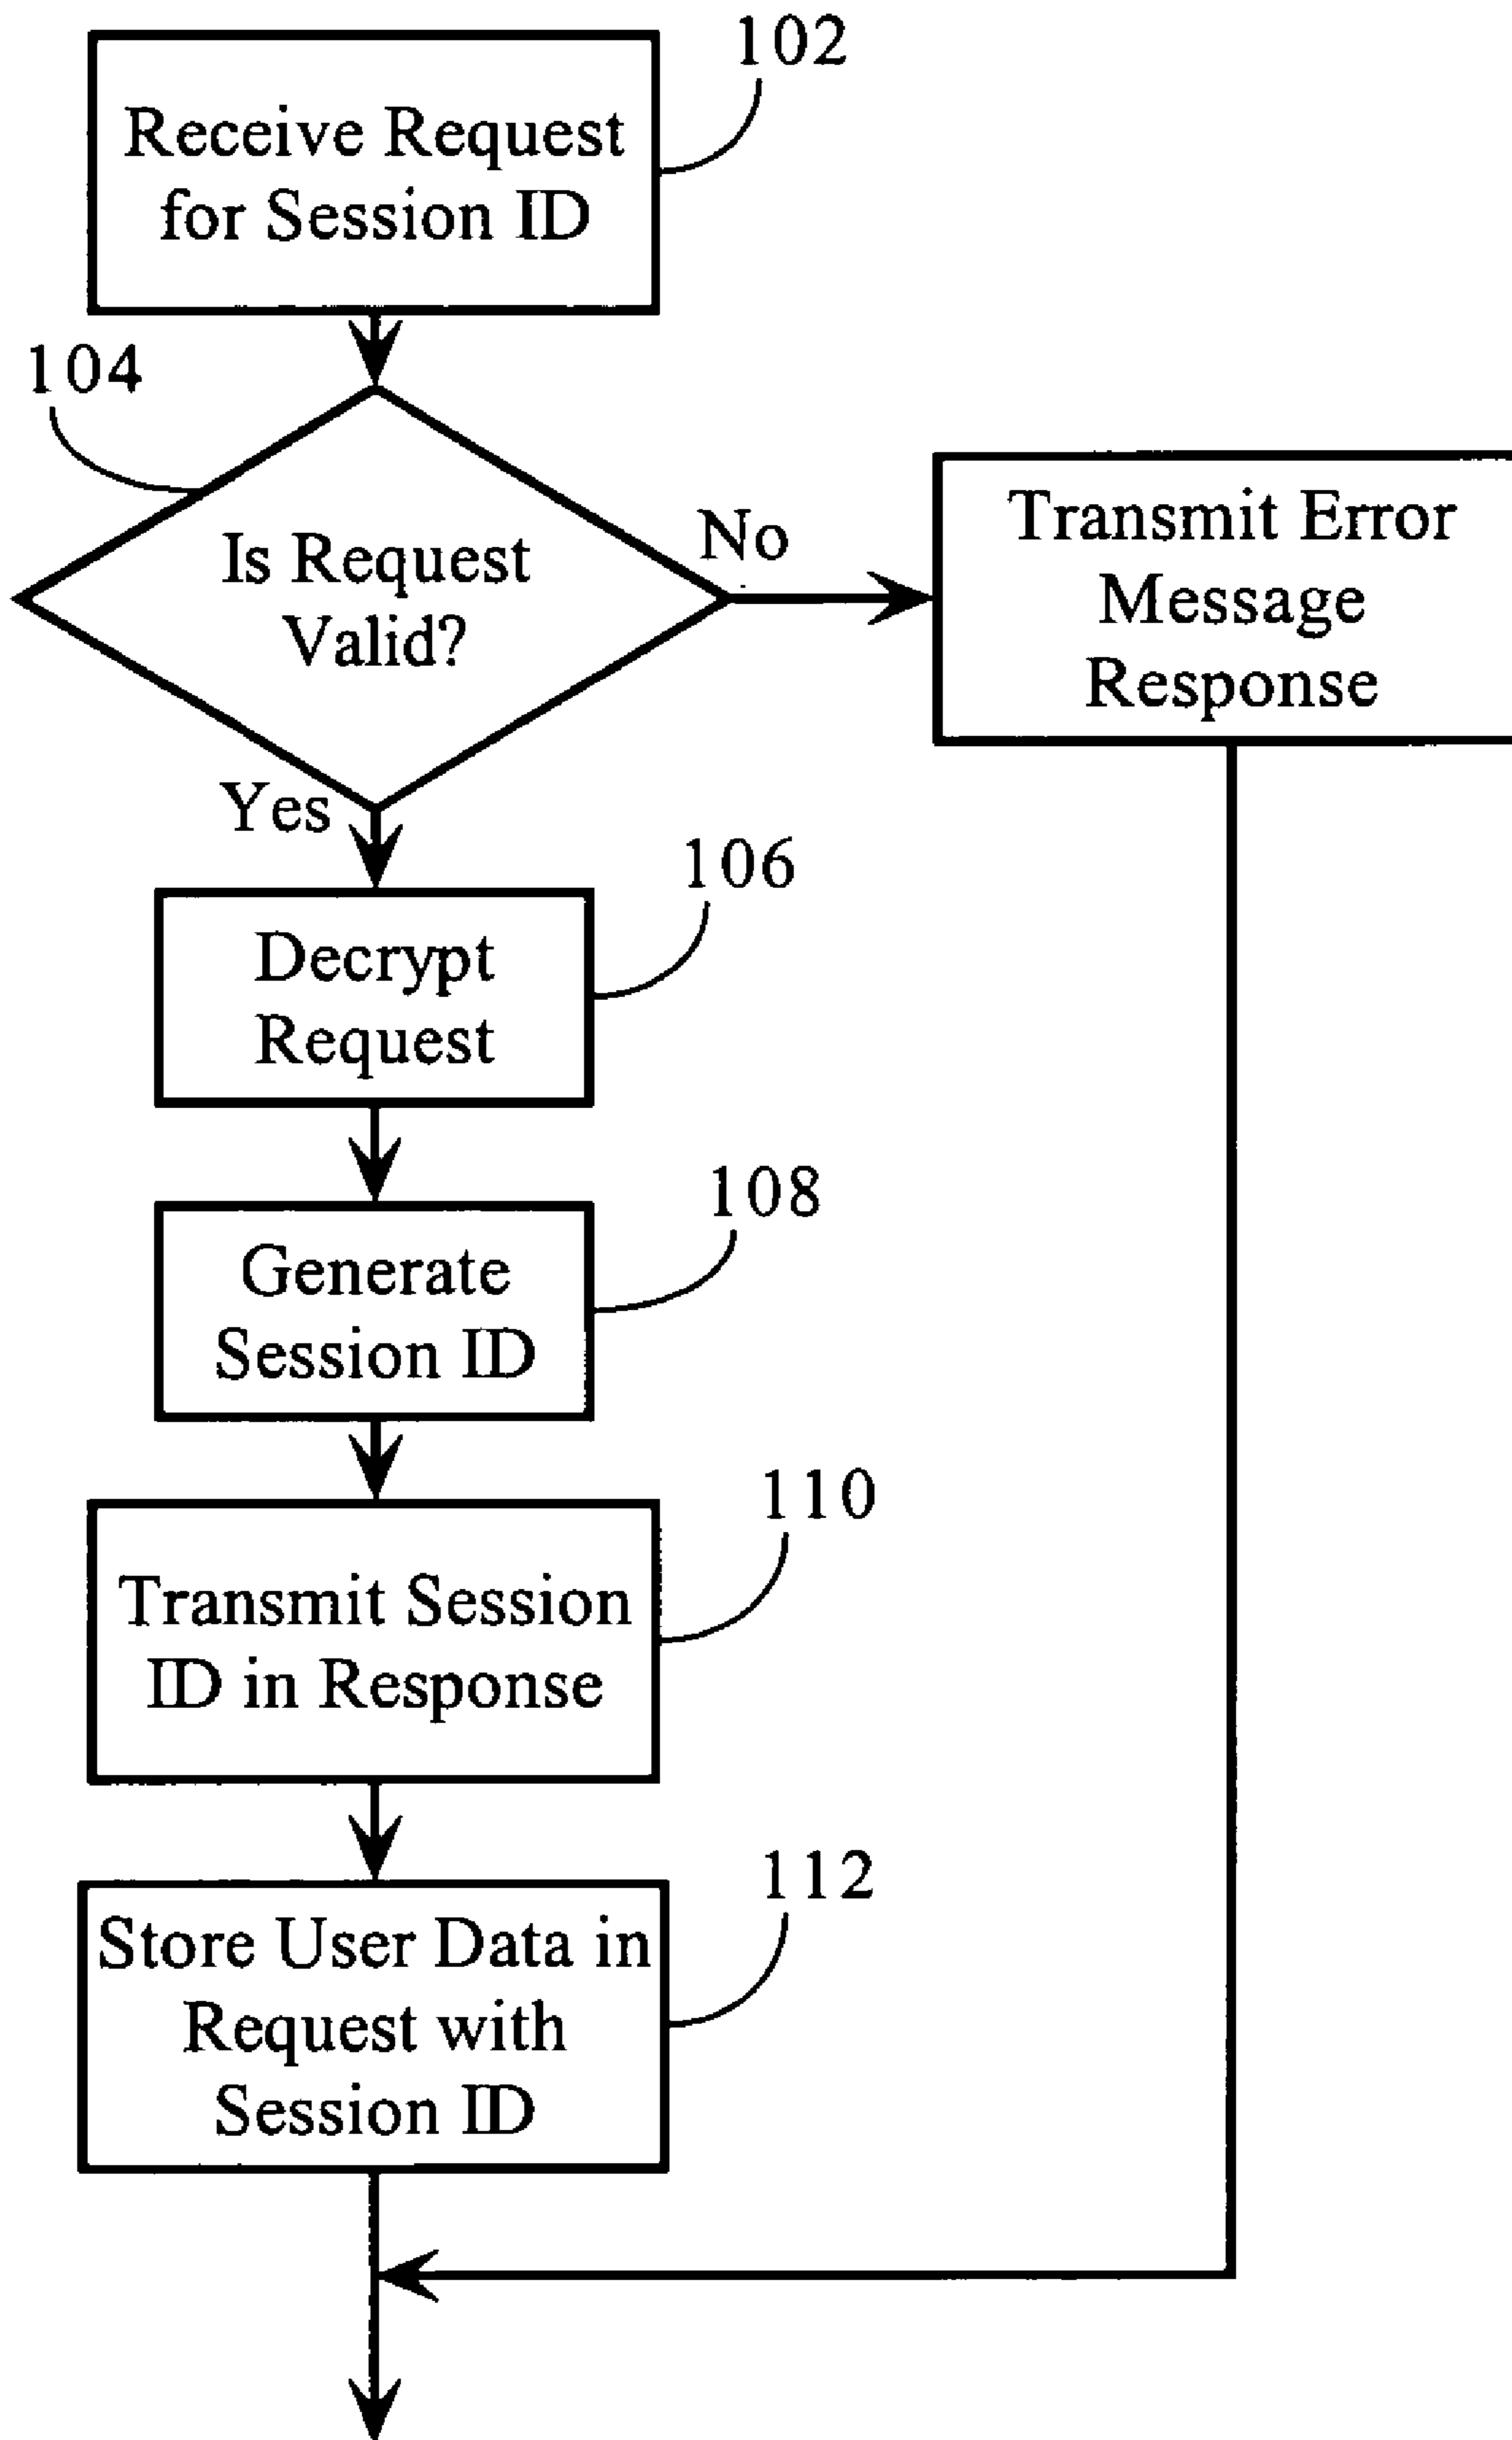 102
Receive Request
for Session ID
104
Is Request
Valid?
No
Transmit Error
Message
Response
Yes
106
Decrypt
Request
108
Generate
Session ID
110
Transmit Session
ID in Response
112
Store User Data in
Request with
Session ID